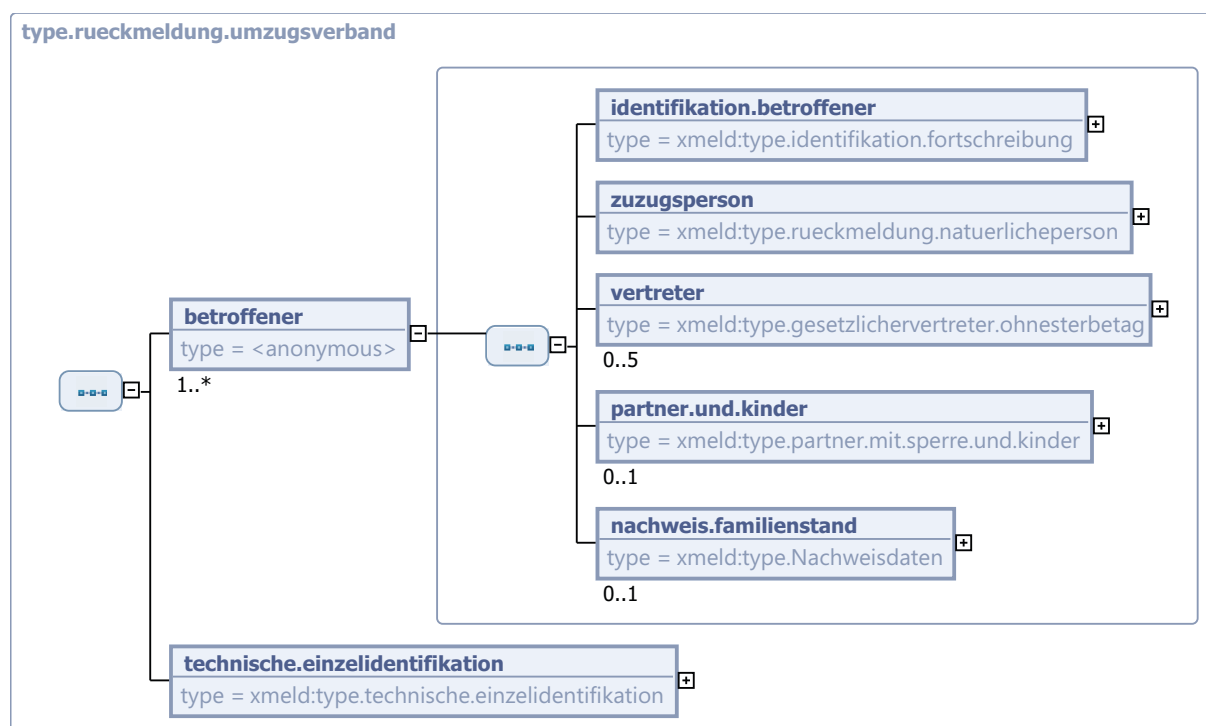 type.rueckmeldung.umzugsverband
identifikation.betroffener
type = xmeld:type.identifikation.fortschreibung
zuzugsperson
type = xmeld:type.rueckmeldung.natuerlicheperson
vertreter
type = xmeld:type.gesetzlichervertreter.ohnesterbetag
0..5
betroffener
type = <anonymous>
1..*
partner.und.kinder
type = xmeld:type.partner.mit.sperre.und.kinder
0..1
nachweis.familienstand
type = xmeld:type.Nachweisdaten
0..1
technische.einzelidentifikation
type = xmeld:type.technische.einzelidentifikation